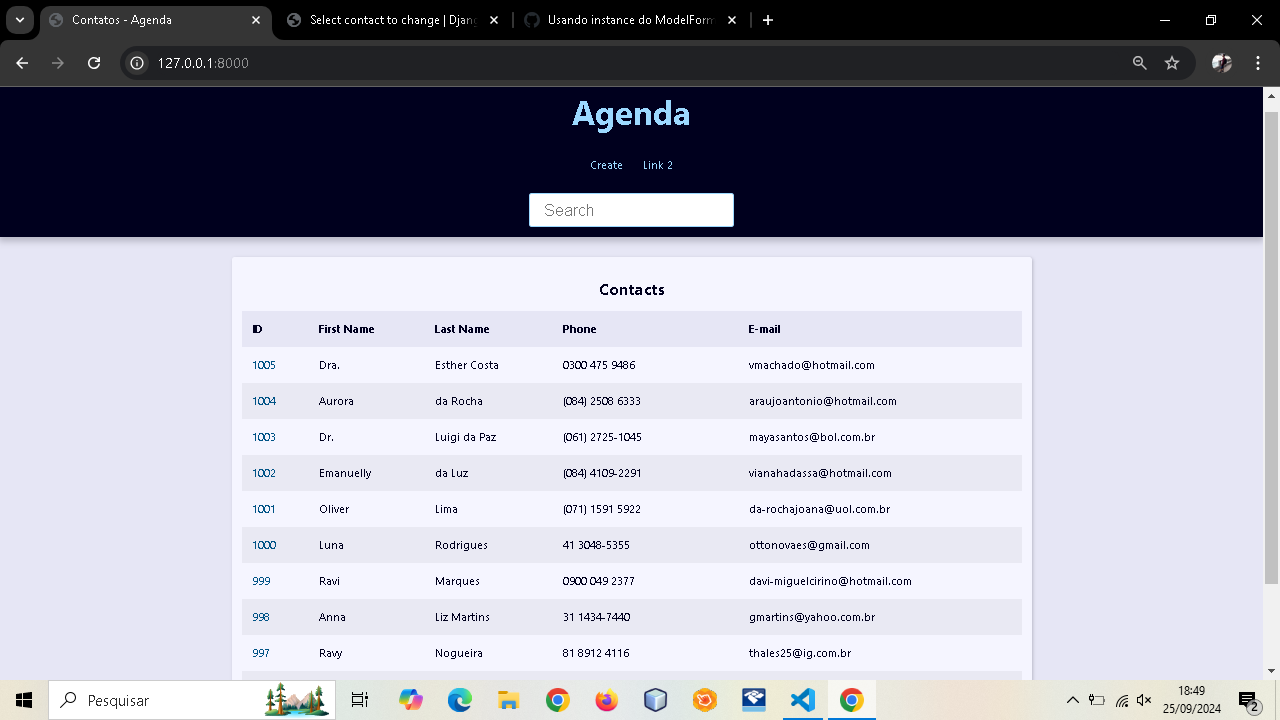 Contatos - Agenda
Select contact to change | Djang
Usando instance do ModelForm
127.0.0.1:8000
Agenda
Create Link 2
Search
Contacts
ID First Name Last Name Phone E-mail
1005 Dra. Esther Costa 0300 475 9486 vmachado@hotmail.com
1004 Aurora da Rocha (084) 2508 6333 araujoantonio@hotmail.com
1003 Dr. Luigi da Paz (061) 2725-1045 mayasantos@bol.com.br
1002 Emanuelly da Luz (084) 4109-2291 vianahadassa@hotmail.com
1001 Oliver Lima (071) 1591 5922 da-rochajoana@uol.com.br
1000 Luna Rodrigues 41 3048-5355 ottonovaes@gmail.com
999 Ravi Marques 0900 049 2377 davi-miguelcirino@hotmail.com
998 Anna Liz Martins 31 1434-7440 gmartins@yahoo.com.br
997 Ravy Nogueira 81 8912 4116 thales25@ig.com.br
Pesquisar
18:49
25/09/2024
2